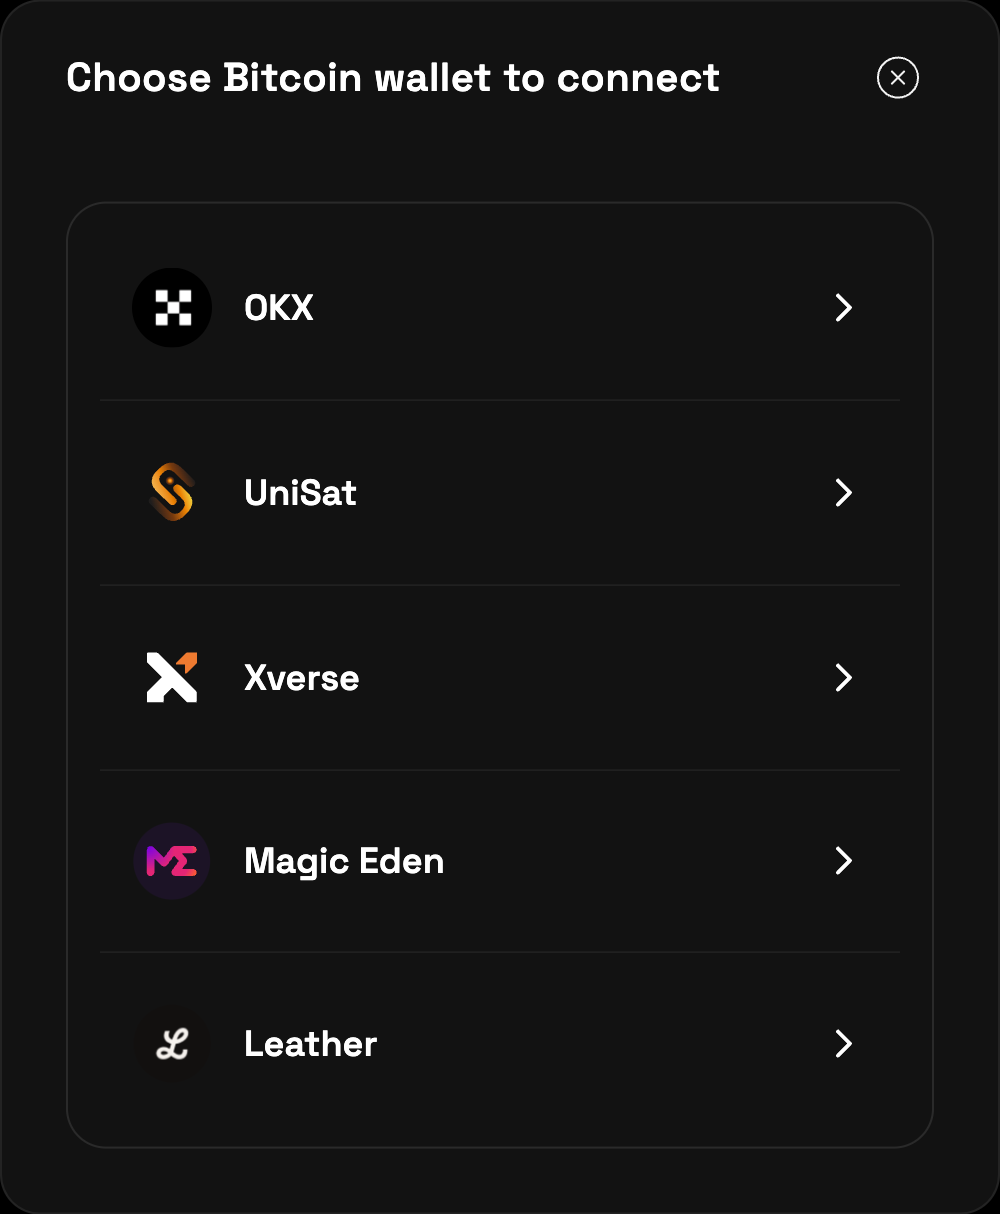 Choose Bitcoin wallet to connect
OKX
UniSat
Xverse
Magic Eden
Leather